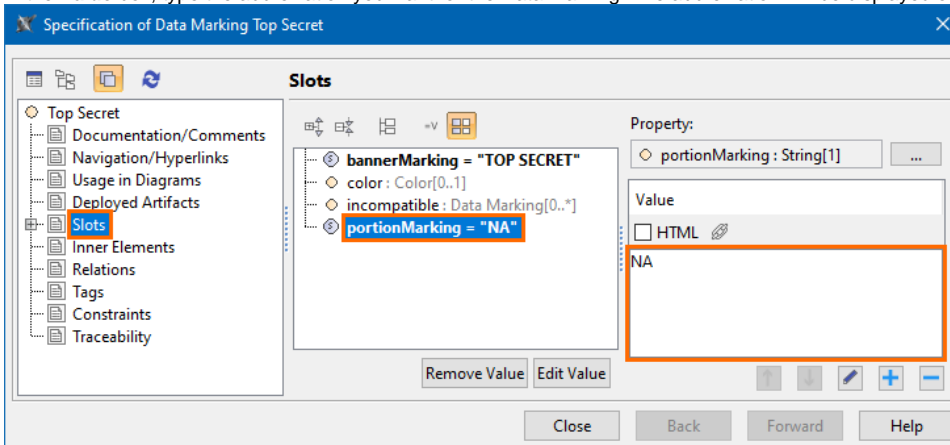 Specification of Data Marking Top Secret
Slots
Top Secret
Documentation/Comments
Navigation/Hyperlinks
Usage in Diagrams
Deployed Artifacts
Slots
Inner Elements
Relations
Tags
Constraints
Traceability
bannerMarking = "TOP SECRET"
color : Color[0..1]
incompatible : Data Marking[0..*]
portionMarking = "NA"
Remove Value Edit Value
Property:
portionMarking : String[1] ...
Value
HTML
NA
Close Back Forward Help